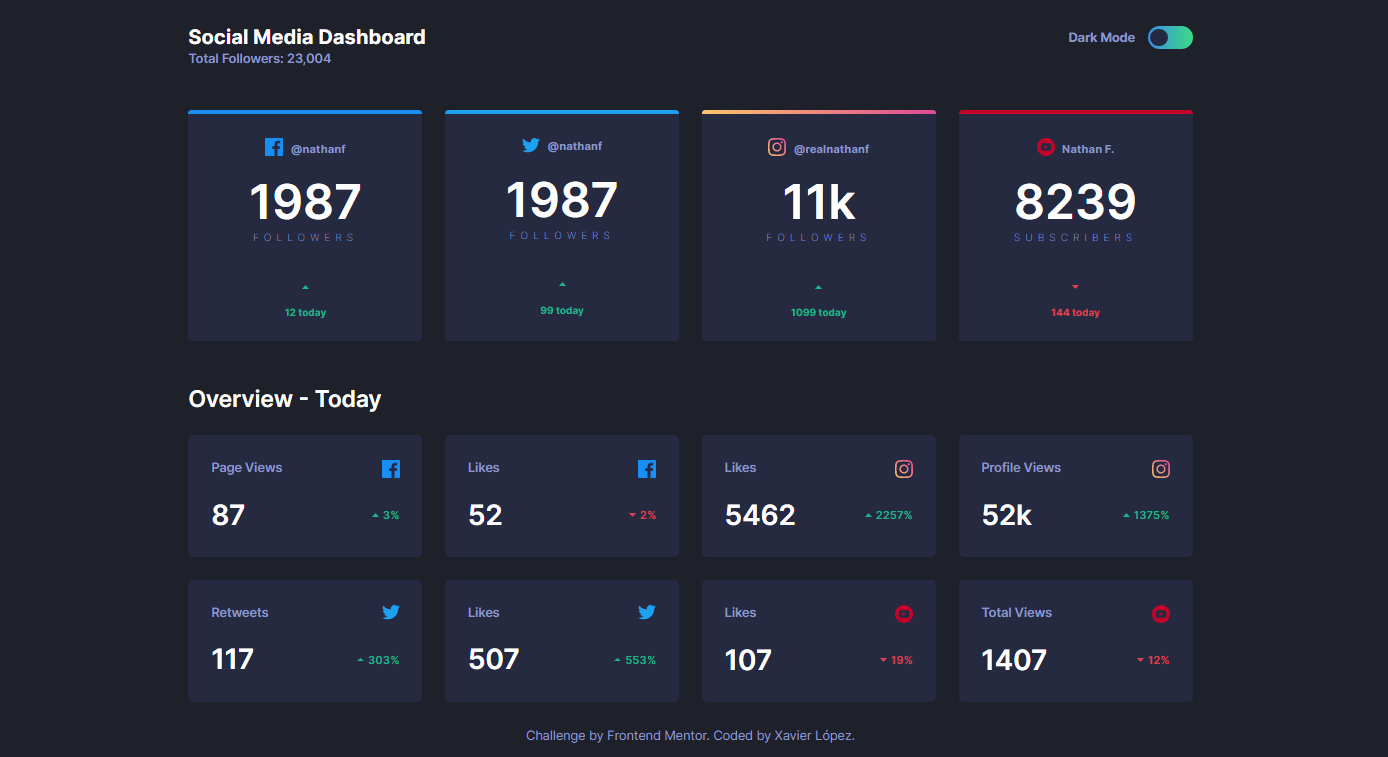 Social Media Dashboard
Total Followers: 23,004
Dark Mode
@nathanf
1987
FOLLOWERS
12 today
@nathanf
1987
FOLLOWERS
99 today
@realnathanf
11k
FOLLOWERS
1099 today
Nathan F.
8239
SUBSCRIBERS
144 today
Overview - Today
Page Views
87
3%
Likes
52
2%
Likes
5462
2257%
Profile Views
52k
1375%
Retweets
117
303%
Likes
507
553%
Likes
107
19%
Total Views
1407
12%
Challenge by Frontend Mentor. Coded by Xavier López.